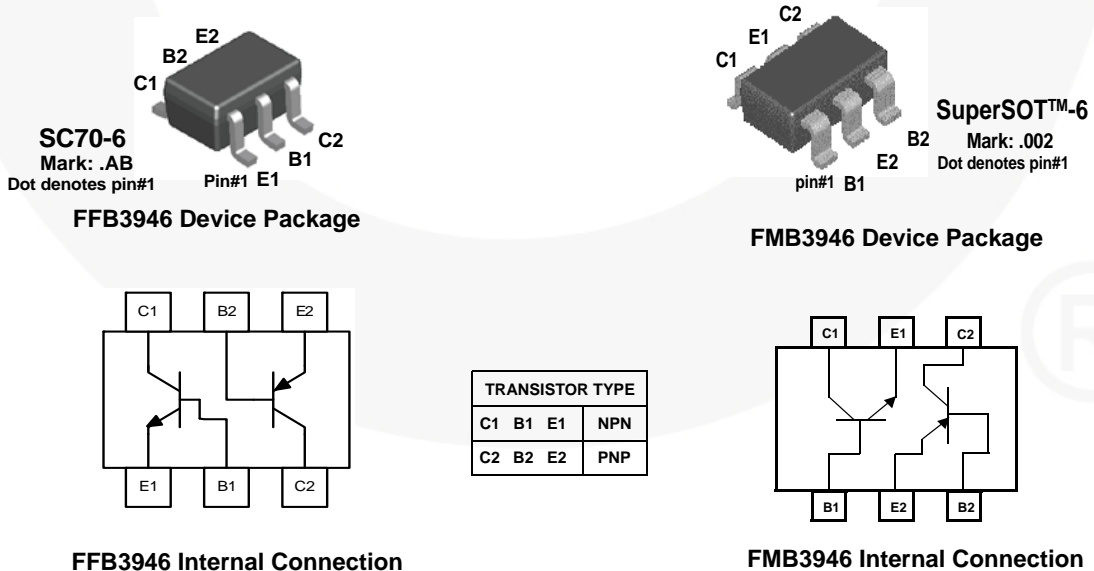 C1
B2
E2
C2
B1
Pin#1 E1
SC70-6
Mark: .AB
Dot denotes pin#1
FFB3946 Device Package
C2
E1
C1
B2
E2
pin#1 B1
SuperSOT™-6
Mark: .002
Dot denotes pin#1
FMB3946 Device Package
C1 B2 E2
E1 B1 C2
FFB3946 Internal Connection
TRANSISTOR TYPE
C1 B1 E1 NPN
C2 B2 E2 PNP
C1 E1 C2
B1 E2 B2
FMB3946 Internal Connection
R